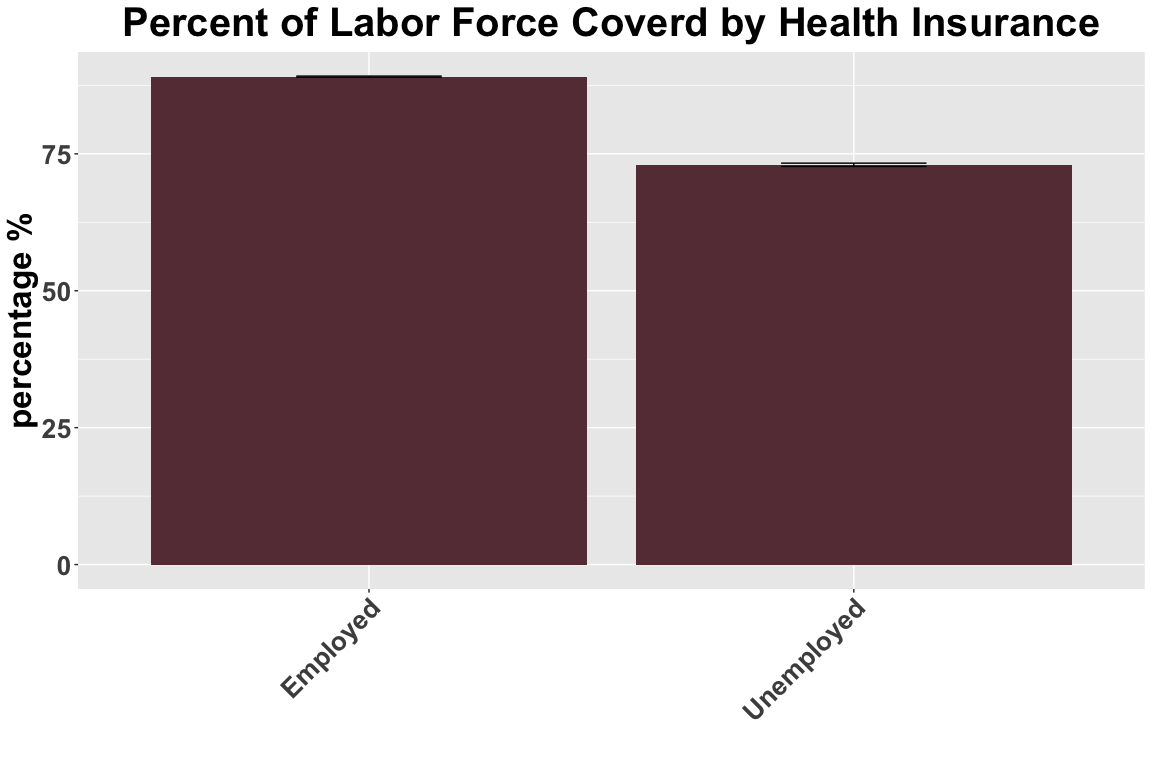 Percent of Labor Force Coverd by Health Insurance
percentage %
75
50
25
0
Employed
Unemployed